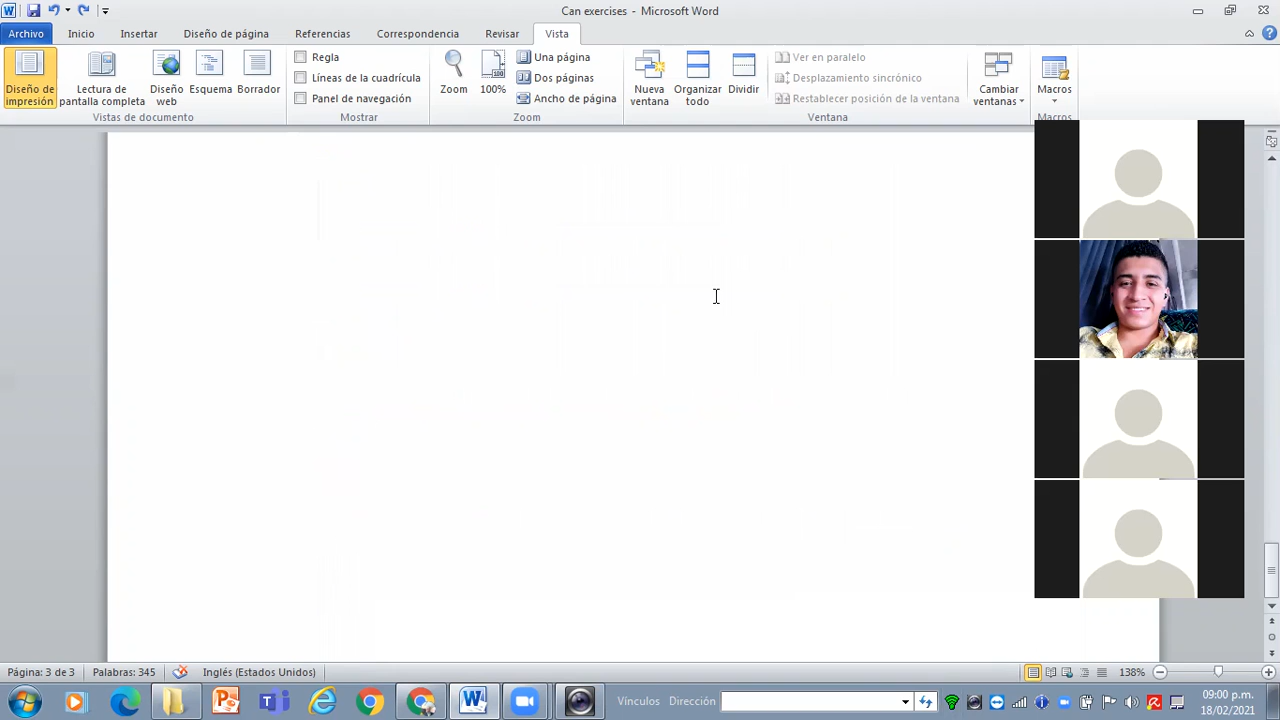 Can exercises - Microsoft Word
Archivo Inicio Insertar Diseño de página Referencias Correspondencia Revisar Vista
Diseño de impresión
Lectura de pantalla completa
Diseño web
Esquema
Borrador
Vistas de documento
Regla
Líneas de la cuadrícula
Panel de navegación
Mostrar
Zoom
100%
Una página
Dos páginas
Ancho de página
Zoom
Nueva ventana
Organizar todo
Dividir
Ver en paralelo
Desplazamiento sincrónico
Restablecer posición de la ventana
Cambiar ventanas
Ventana
Macros
Macros
Página: 3 de 3 Palabras: 345 Inglés (Estados Unidos) 138%
Vínculos Dirección 09:00 p.m.
18/02/2021